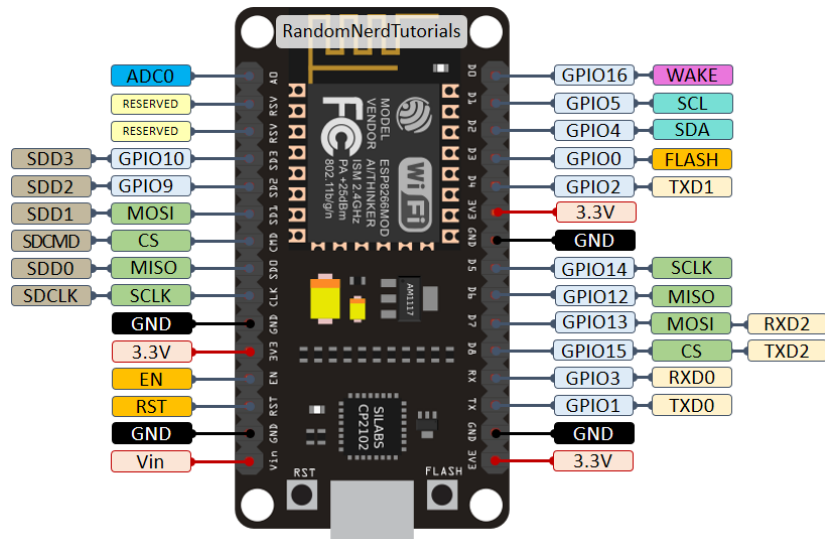 RandomNerdTutorials
ADC0
RESERVED
RESERVED
SDD3 GPIO10
SDD2 GPIO9
SDD1 MOSI
SDCMD CS
SDD0 MISO
SDCLK SCLK
GND
3.3V
EN
RST
GND
Vin
A0
RSV
RSV
SD3
SD2
SD1
CMD
SD0
CLK
GND
3V3
EN
RST
GND
Vin
MODEL ESP8266MOD
VENDOR AI/THINKER
ISM 2.4GHz
PA +25dBm
802.11b/g/n
FC
WiFi
AM1117
SILABS
CP2102
RST
FLASH
D0
D1
D2
D3
D4
3V3
GND
D5
D6
D7
D8
RX
TX
GND
3V3
GPIO16 WAKE
GPIO5 SCL
GPIO4 SDA
GPIO0 FLASH
GPIO2 TXD1
3.3V
GND
GPIO14 SCLK
GPIO12 MISO
GPIO13 MOSI RXD2
GPIO15 CS TXD2
GPIO3 RXD0
GPIO1 TXD0
GND
3.3V